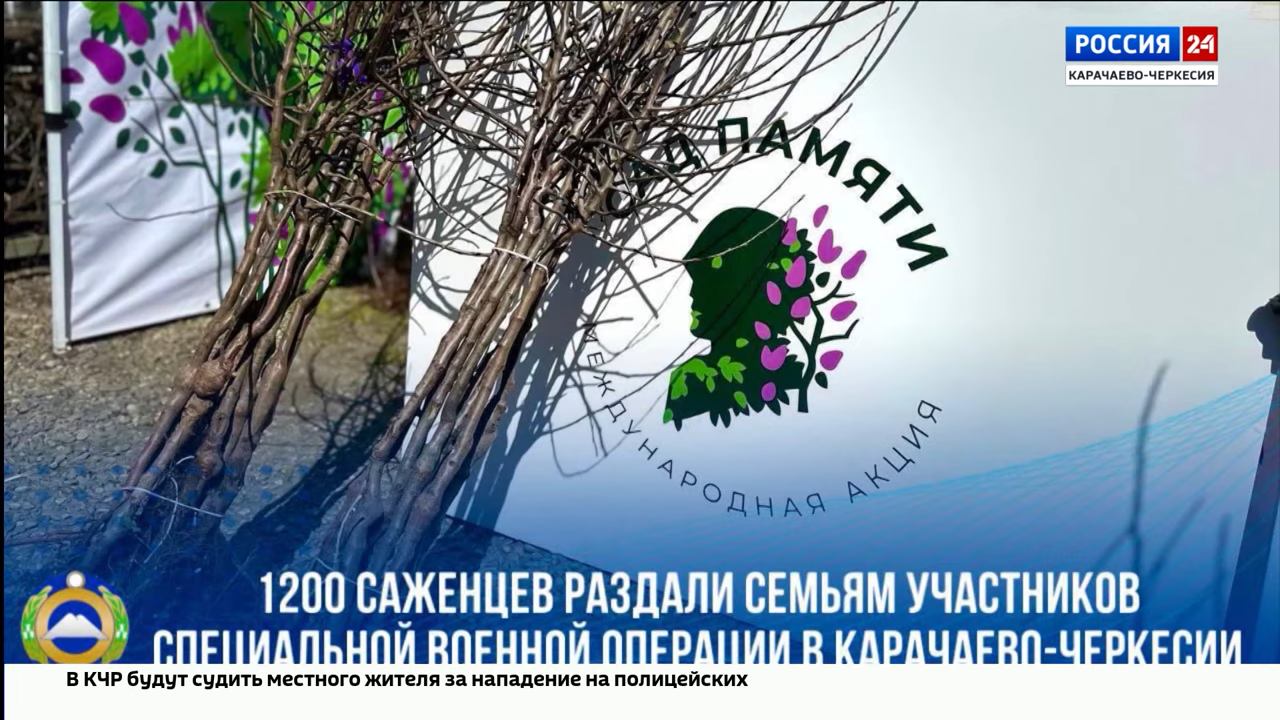 РОССИЯ 24
КАРАЧАЕВО-ЧЕРКЕСИЯ
ПАМЯТИ
МЕЖДУНАРОДНАЯ АКЦИЯ
1200 САЖЕНЦЕВ РАЗДАЛИ СЕМЬЯМ УЧАСТНИКОВ
СПЕЦИАЛЬНОЙ ВОЕННОЙ ОПЕРАЦИИ В КАРАЧАЕВО-ЧЕРКЕСИИ
В КЧР будут судить местного жителя за нападение на полицейских